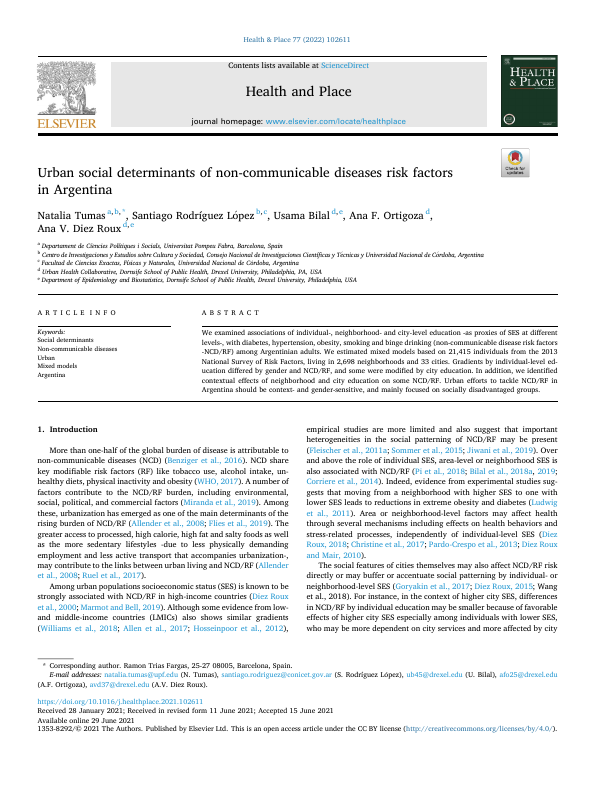 Health & Place 77 (2022) 102611
Contents lists available at ScienceDirect
Health and Place
journal homepage: www.elsevier.com/locate/healthplace
ELSEVIER
HEALTH
& PLACE
Check for
updates
Urban social determinants of non-communicable diseases risk factors
in Argentina
Natalia Tumas a,b,*, Santiago Rodríguez López b,c, Usama Bilal d,e, Ana F. Ortigoza d,
Ana V. Diez Roux d,e
a Departament de Ciències Polítiques i Socials, Universitat Pompeu Fabra, Barcelona, Spain
b Centro de Investigaciones y Estudios sobre Cultura y Sociedad, Consejo Nacional de Investigaciones Científicas y Técnicas y Universidad Nacional de Córdoba, Argentina
c Facultad de Ciencias Exactas, Físicas y Naturales, Universidad Nacional de Córdoba, Argentina
d Urban Health Collaborative, Dornsife School of Public Health, Drexel University, Philadelphia, PA, USA
e Department of Epidemiology and Biostatistics, Dornsife School of Public Health, Drexel University, Philadelphia, USA
ARTICLE INFO
Keywords:
Social determinants
Non-communicable diseases
Urban
Mixed models
Argentina
ABSTRACT
We examined associations of individual-, neighborhood- and city-level education -as proxies of SES at different
levels-, with diabetes, hypertension, obesity, smoking and binge drinking (non-communicable disease risk factors
-NCD/RF) among Argentinian adults. We estimated mixed models based on 21,415 individuals from the 2013
National Survey of Risk Factors, living in 2,698 neighborhoods and 33 cities. Gradients by individual-level ed-
ucation differed by gender and NCD/RF, and some were modified by city education. In addition, we identified
contextual effects of neighborhood and city education on some NCD/RF. Urban efforts to tackle NCD/RF in
Argentina should be context- and gender-sensitive, and mainly focused on socially disadvantaged groups.
1. Introduction
More than one-half of the global burden of disease is attributable to
non-communicable diseases (NCD) (Benziger et al., 2016). NCD share
key modifiable risk factors (RF) like tobacco use, alcohol intake, un-
healthy diets, physical inactivity and obesity (WHO, 2017). A number of
factors contribute to the NCD/RF burden, including environmental,
social, political, and commercial factors (Miranda et al., 2019). Among
these, urbanization has emerged as one of the main determinants of the
rising burden of NCD/RF (Allender et al., 2008; Flies et al., 2019). The
greater access to processed, high calorie, high fat and salty foods as well
as the more sedentary lifestyles -due to less physically demanding
employment and less active transport that accompanies urbanization-,
may contribute to the links between urban living and NCD/RF (Allender
et al., 2008; Ruel et al., 2017).
Among urban populations socioeconomic status (SES) is known to be
strongly associated with NCD/RF in high-income countries (Diez Roux
et al., 2000; Marmot and Bell, 2019). Although some evidence from low-
and middle-income countries (LMICs) also shows similar gradients
(Williams et al., 2018; Allen et al., 2017; Hosseinpoor et al., 2012),
empirical studies are more limited and also suggest that important
heterogeneities in the social patterning of NCD/RF may be present
(Fleischer et al., 2011a; Sommer et al., 2015; Jiwani et al., 2019). Over
and above the role of individual SES, area-level or neighborhood SES is
also associated with NCD/RF (Pi et al., 2018; Bilal et al., 2018a, 2019;
Corriere et al., 2014). Indeed, evidence from experimental studies sug-
gests that moving from a neighborhood with higher SES to one with
lower SES leads to reductions in extreme obesity and diabetes (Ludwig
et al., 2011). Area or neighborhood-level factors may affect health
through several mechanisms including effects on health behaviors and
stress-related processes, independently of individual-level SES (Diez
Roux, 2018; Christine et al., 2017; Pardo-Crespo et al., 2013; Diez Roux
and Mair, 2010).
The social features of cities themselves may also affect NCD/RF risk
directly or may buffer or accentuate social patterning by individual- or
neighborhood-level SES (Goryakin et al., 2017; Diez Roux, 2015; Wang
et al., 2018). For instance, in the context of higher city SES, differences
in NCD/RF by individual education may be smaller because of favorable
effects of higher city SES especially among individuals with lower SES,
who may be more dependent on city services and more affected by city
* Corresponding author. Ramon Trias Fargas, 25-27 08005, Barcelona, Spain.
E-mail addresses: natalia.tumas@upf.edu (N. Tumas), santiago.rodriguez@conicet.gov.ar (S. Rodríguez López), ub45@drexel.edu (U. Bilal), afo25@drexel.edu
(A.F. Ortigoza), avd37@drexel.edu (A.V. Diez Roux).
https://doi.org/10.1016/j.healthplace.2021.102611
Received 28 January 2021; Received in revised form 11 June 2021; Accepted 15 June 2021
Available online 29 June 2021
1353-8292/© 2021 The Authors. Published by Elsevier Ltd. This is an open access article under the CC BY license (http://creativecommons.org/licenses/by/4.0/).